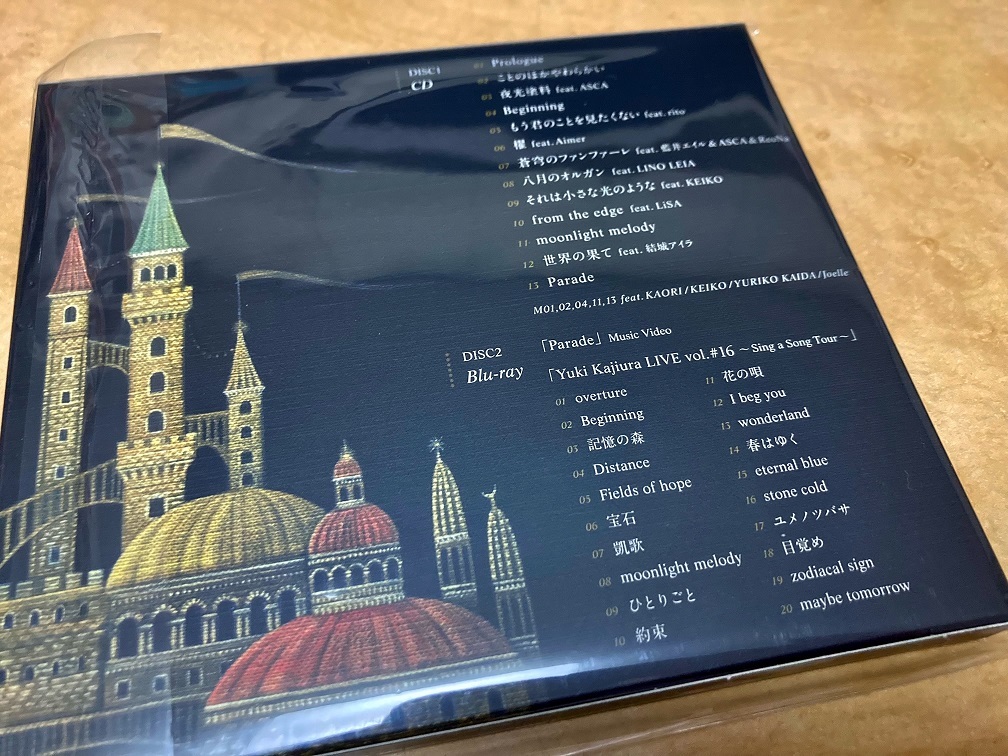 DISC1
CD
01 Prologue
02 ことのほかやわらかい
03 夜光塗料 feat. ASCA
04 Beginning
05 もう君のことを見たくない feat. rito
06 櫂 feat. Aimer
07 蒼穹のファンファーレ feat. 藍井エイル & ASCA & ReoNa
08 八月のオルガン feat. LINO LEIA
09 それは小さな光のような feat. KEIKO
10 from the edge feat. LiSA
11 moonlight melody
12 世界の果て feat. 結城アイラ
13 Parade
M01,02,04,11,13 feat. KAORI / KEIKO / YURIKO KAIDA / Joelle
DISC2
Blu-ray
「Parade」 Music Video
「Yuki Kajiura LIVE vol.#16 ～Sing a Song Tour～」
01 overture
02 Beginning
03 記憶の森
04 Distance
05 Fields of hope
06 宝石
07 凱歌
08 moonlight melody
09 ひとりごと
10 約束
11 花の唄
12 I beg you
13 wonderland
14 春はゆく
15 eternal blue
16 stone cold
17 ユメノツバサ
18 目覚め
19 zodiacal sign
20 maybe tomorrow